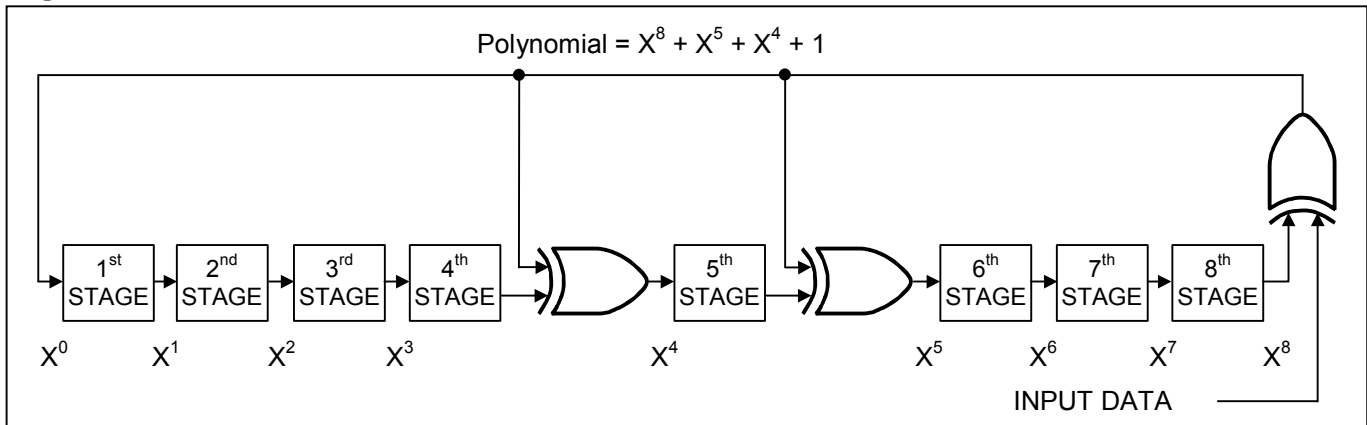 Polynomial = X⁸ + X⁵ + X⁴ + 1
1ˢᵗ STAGE
2ⁿᵈ STAGE
3ʳᵈ STAGE
4ᵗʰ STAGE
5ᵗʰ STAGE
6ᵗʰ STAGE
7ᵗʰ STAGE
8ᵗʰ STAGE
X⁰ X¹ X² X³ X⁴ X⁵ X⁶ X⁷ X⁸
INPUT DATA